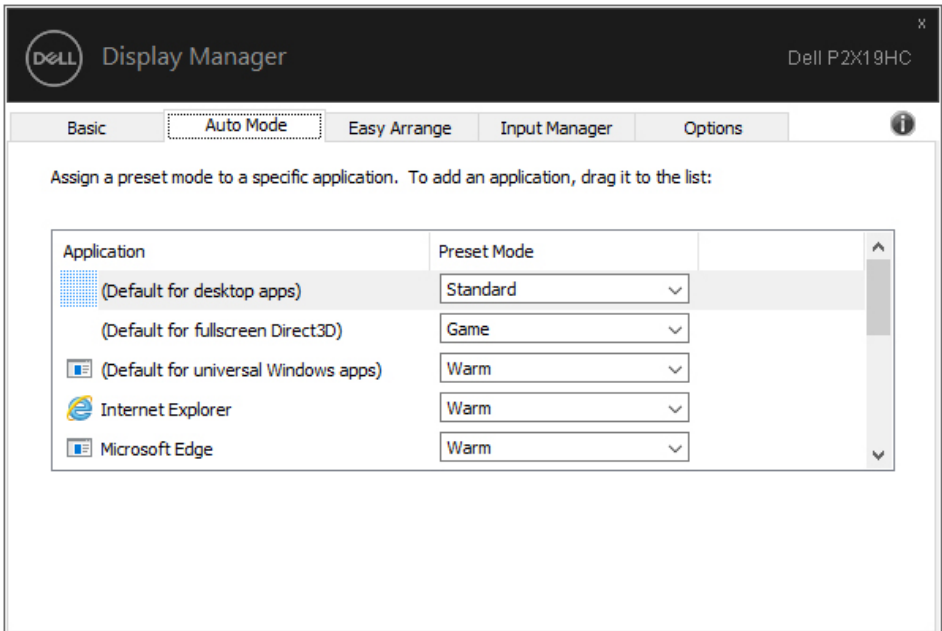 x
DELL Display Manager Dell P2X19HC
Basic Auto Mode Easy Arrange Input Manager Options
Assign a preset mode to a specific application. To add an application, drag it to the list:
Application Preset Mode
(Default for desktop apps) Standard
(Default for fullscreen Direct3D) Game
(Default for universal Windows apps) Warm
Internet Explorer Warm
Microsoft Edge Warm